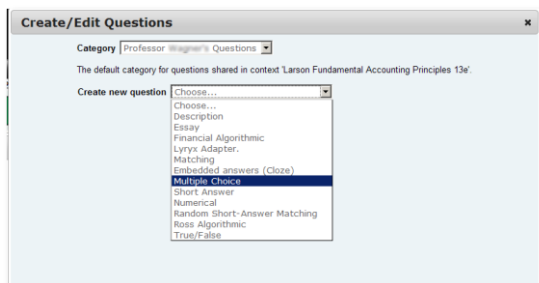 Create/Edit Questions ×
Category Professor Questions
The default category for questions shared in context 'Larson Fundamental Accounting Principles 13e'.
Create new question Choose...
Choose...
Description
Essay
Financial Algorithmic
Lyryx Adapter.
Matching
Embedded answers (Cloze)
Multiple Choice
Short Answer
Numerical
Random Short-Answer Matching
Ross Algorithmic
True/False